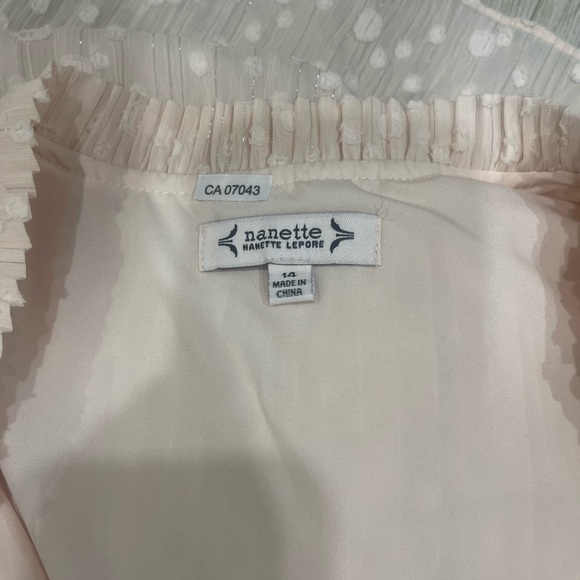 CA 07043
nanette
NANETTE LEPORE
14
MADE IN
CHINA